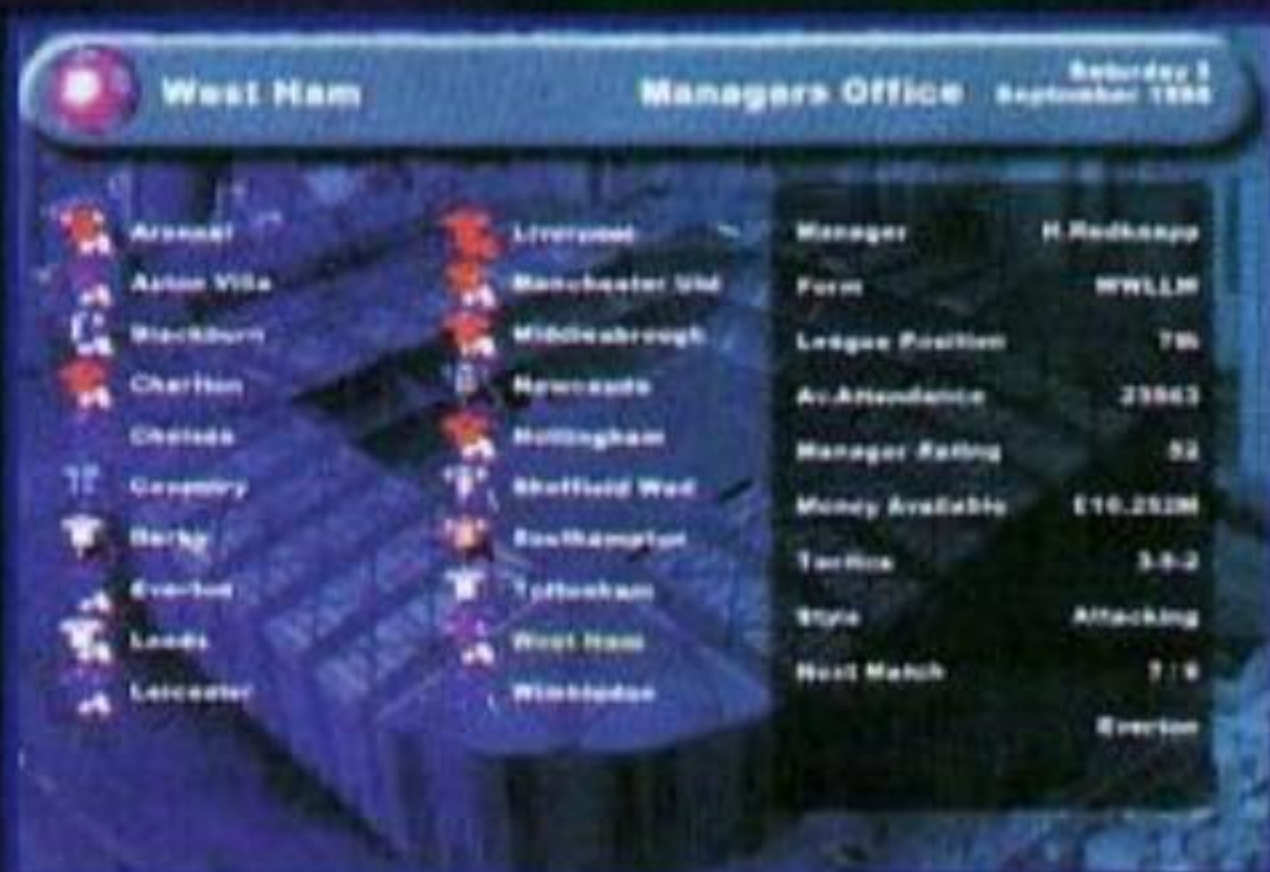 West Ham
Managers Office
Saturday 5
September 1998
Arsenal
Aston Villa
Blackburn
Charlton
Chelsea
Coventry
Derby
Everton
Leeds
Leicester
Liverpool
Manchester Utd
Middlesbrough
Newcastle
Nottingham
Sheffield Wed
Southampton
Tottenham
West Ham
Wimbledon
Manager H.Redknapp
Form
League Position 7th
Av.Attendance
Manager Rating
Money Available £10.252M
Tactics
Style Attacking
Next Match
Everton